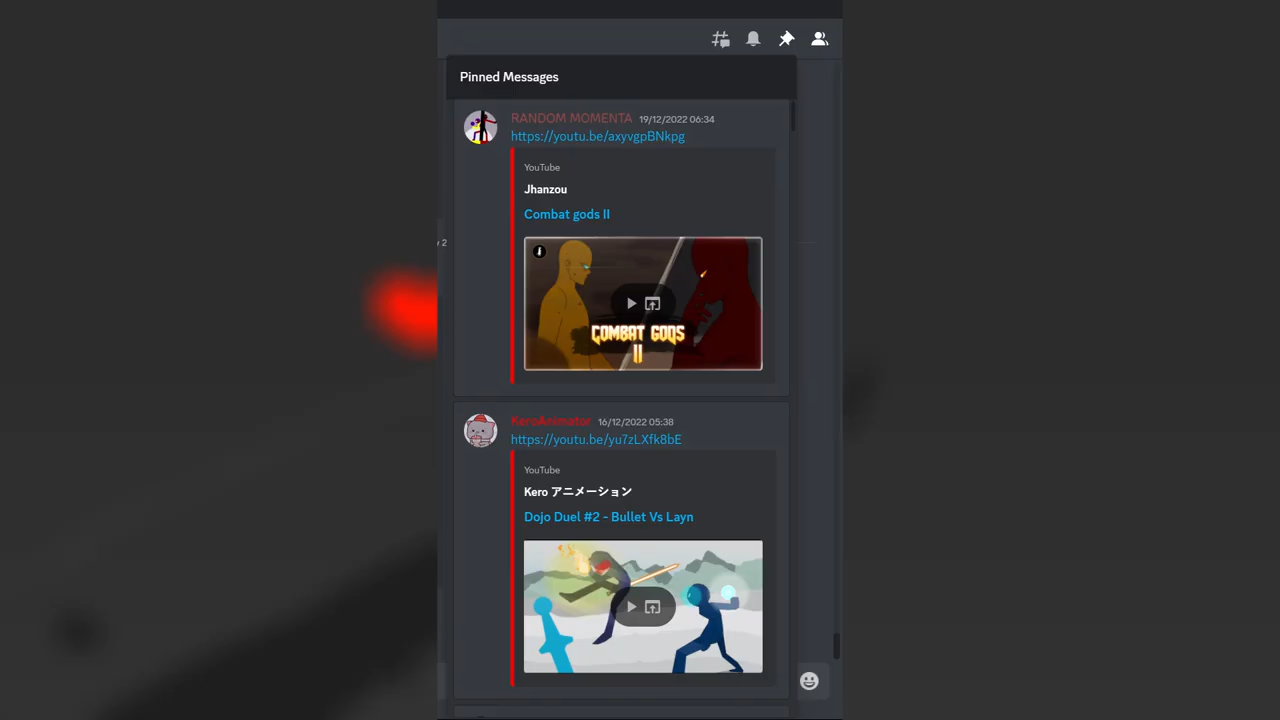 Pinned Messages
RANDOM MOMENTA 19/12/2022 06:34
https://youtu.be/axyvgpBNkpg
YouTube
Jhanzou
Combat gods II
COMBAT GODS
II
y 2
KeroAnimator 16/12/2022 05:38
https://youtu.be/yu7zLXfk8bE
YouTube
Kero アニメーション
Dojo Duel #2 - Bullet Vs Layn